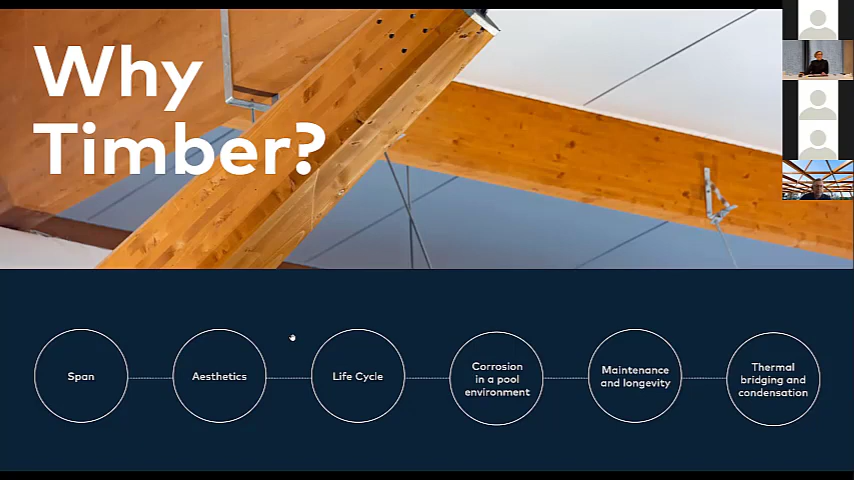 Why
Timber?
Span
Aesthetics
Life Cycle
Corrosion
in a pool
environment
Maintenance
and longevity
Thermal
bridging and
condensation